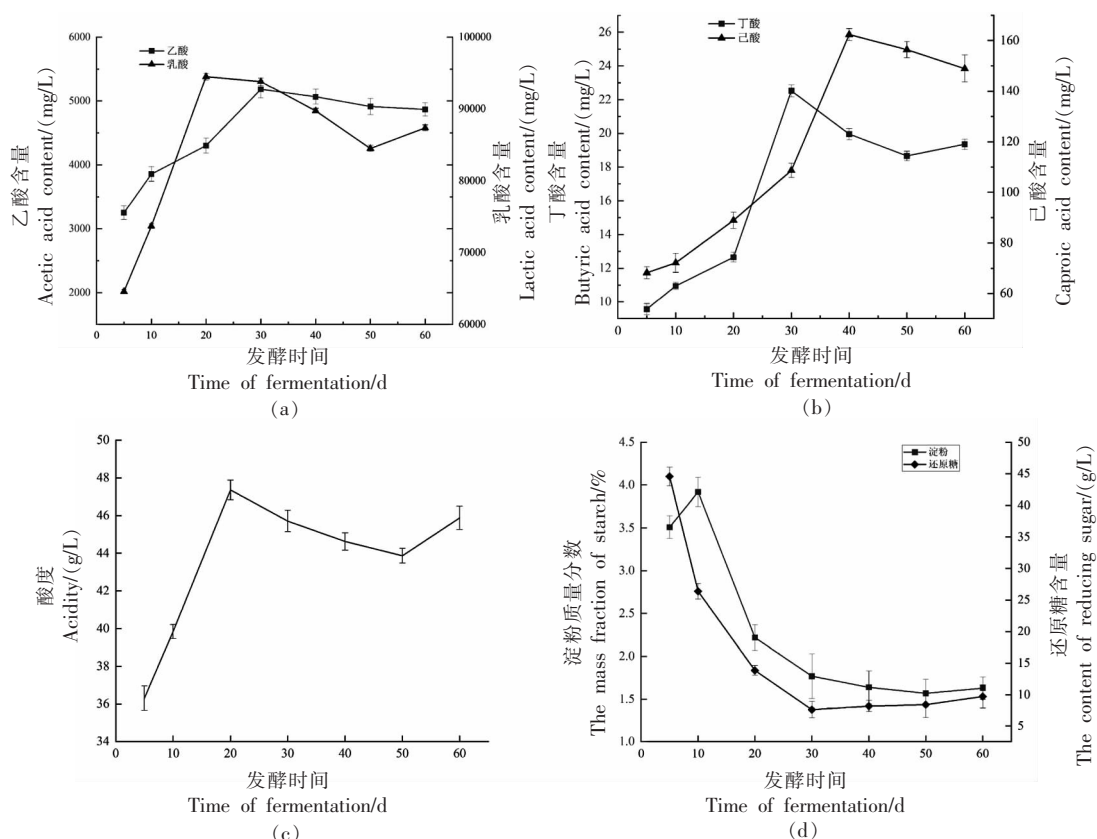 6000
5000
4000
3000
2000
乙酸含量
Acetic acid content/(mg/L)
乙酸
乳酸
100000
90000
80000
70000
60000
乳酸含量
Lactic acid content/(mg/L)
0 10 20 30 40 50 60
发酵时间
Time of fermentation/d
(a)
26
24
22
20
18
16
14
12
10
丁酸含量
Butyric acid content/(mg/L)
丁酸
己酸
160
140
120
100
80
60
己酸含量
Caproic acid content/(mg/L)
0 10 20 30 40 50 60
发酵时间
Time of fermentation/d
(b)
50
48
46
44
42
40
38
36
34
酸度
Acidity/(g/L)
0 10 20 30 40 50 60
发酵时间
Time of fermentation/d
(c)
4.5
4.0
3.5
3.0
2.5
2.0
1.5
1.0
淀粉质量分数
The mass fraction of starch/%
淀粉
还原糖
50
45
40
35
30
25
20
15
10
5
还原糖含量
The content of reducing sugar/(g/L)
0 10 20 30 40 50 60
发酵时间
Time of fermentation/d
(d)